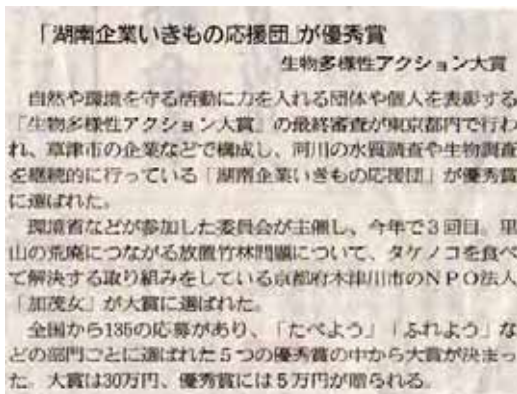 「湖南企業いきもの応援団」が優秀賞
生物多様性アクション大賞
自然や環境を守る活動に力を入れる団体や個人を表彰する
「生物多様性アクション大賞」の最終審査が東京都内で行わ
れ、草津市の企業などで構成し、河川の水質調査や生物調査
を継続的に行っている「湖南企業いきもの応援団」が優秀賞
に選ばれた。
環境省などが参加した委員会が主催し、今年で3回目。里
山の荒廃につながる放置竹林問題について、タケノコを食べ
て解決する取り組みをしている京都府木津川市のNPO法人
「加茂女」が大賞に選ばれた。
全国から135の応募があり、「たべよう」「ふれよう」な
どの部門ごとに選ばれた5つの優秀賞の中から大賞が決まっ
た。大賞は30万円、優秀賞には5万円が贈られる。